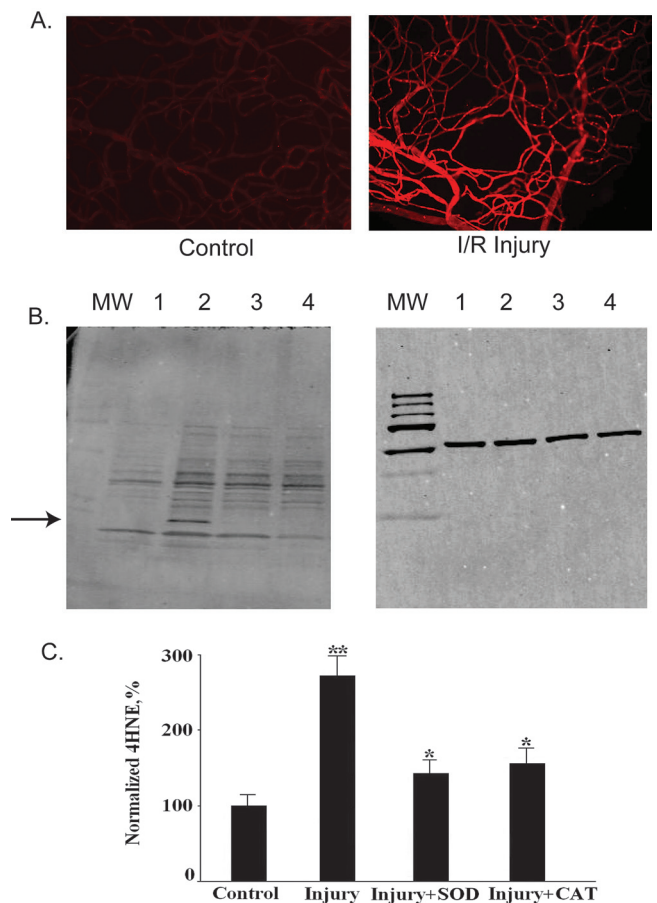 A.
Control
I/R Injury
B.
MW 1 2 3 4
MW 1 2 3 4
C.
Normalized 4HNE,%
300
200
100
0
**
*
*
Control Injury Injury+SOD Injury+CAT